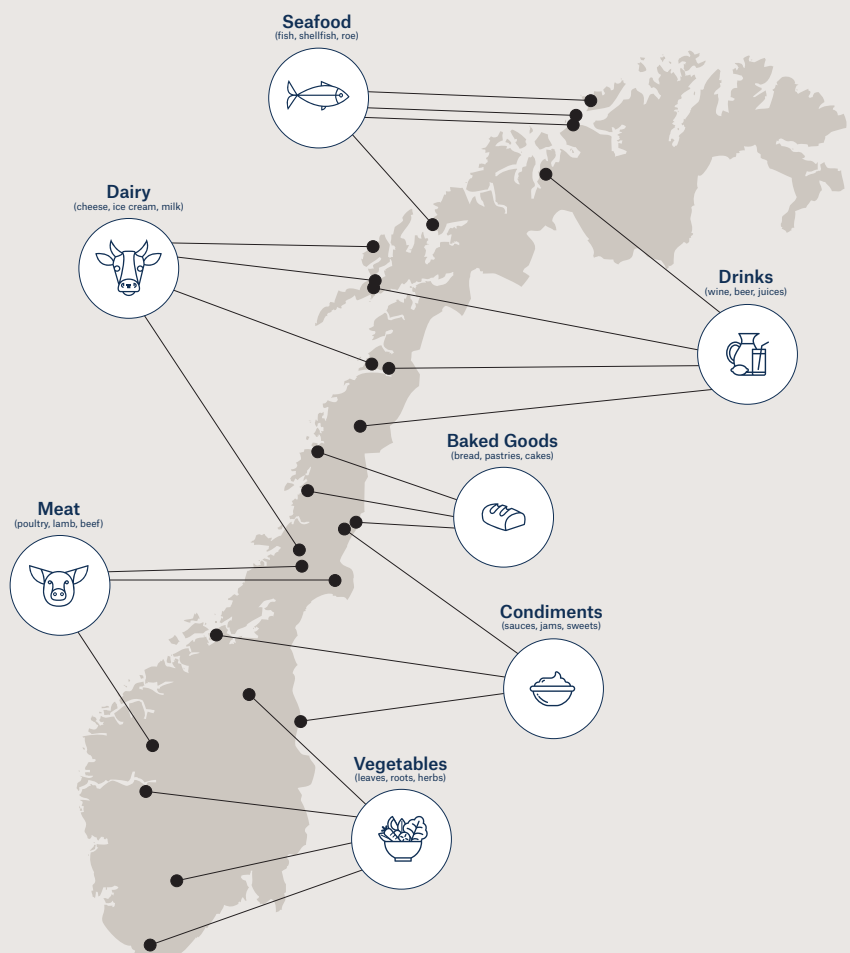 Seafood
(fish, shellfish, roe)
Dairy
(cheese, ice cream, milk)
Drinks
(wine, beer, juices)
Baked Goods
(bread, pastries, cakes)
Meat
(poultry, lamb, beef)
Condiments
(sauces, jams, sweets)
Vegetables
(leaves, roots, herbs)